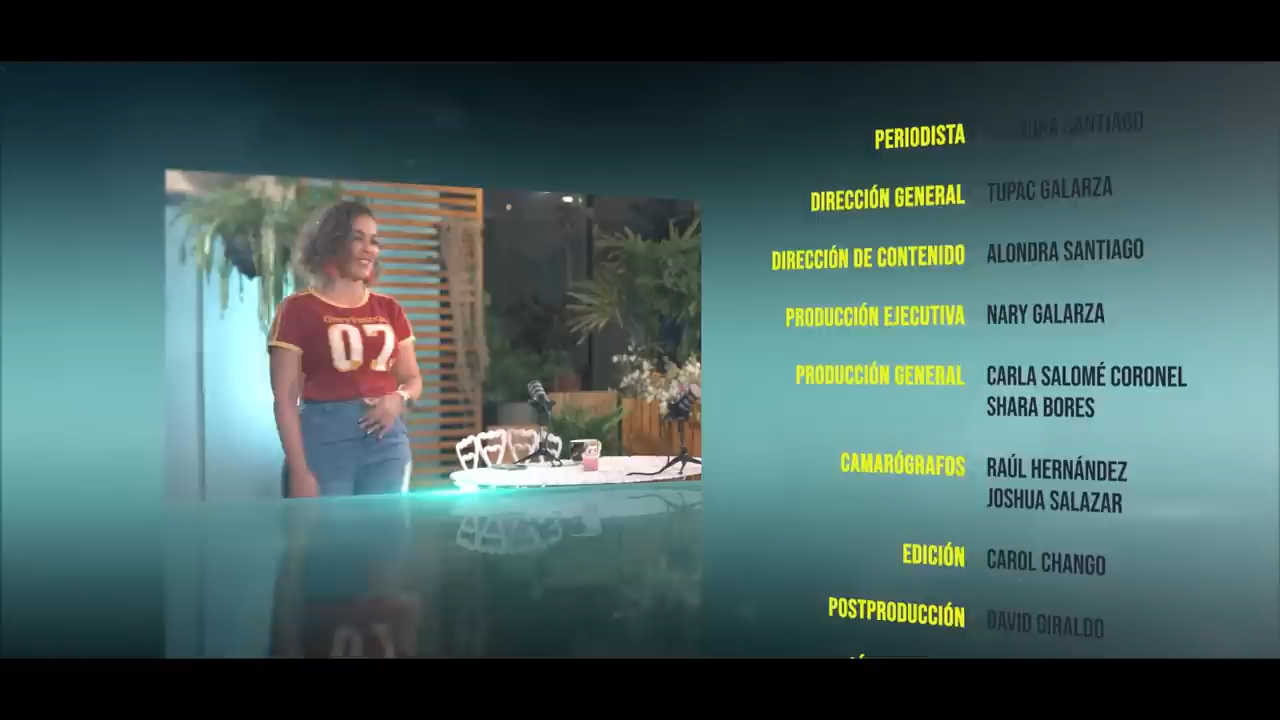 PERIODISTA SANTIAGO
DIRECCIÓN GENERAL TUPAC GALARZA
DIRECCIÓN DE CONTENIDO ALONDRA SANTIAGO
PRODUCCIÓN EJECUTIVA NARY GALARZA
PRODUCCIÓN GENERAL CARLA SALOMÉ CORONEL
SHARA BORES
CAMARÓGRAFOS RAÚL HERNÁNDEZ
JOSHUA SALAZAR
EDICIÓN CAROL CHANGO
POSTPRODUCCIÓN DAVID GIRALDO
07